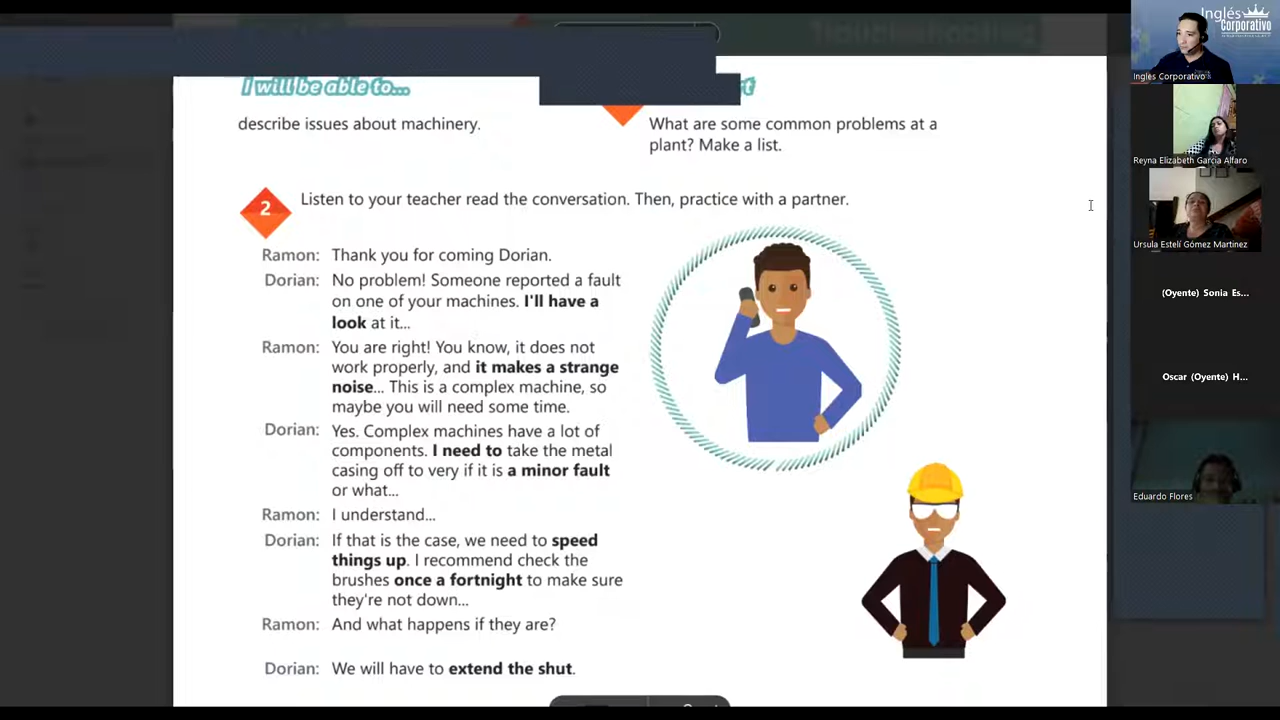 Troubleshooting
I will be able to...
describe issues about machinery.
What are some common problems at a
plant? Make a list.
2
Listen to your teacher read the conversation. Then, practice with a partner.
Ramon: Thank you for coming Dorian.
Dorian: No problem! Someone reported a fault
on one of your machines. I'll have a
look at it...
Ramon: You are right! You know, it does not
work properly, and it makes a strange
noise... This is a complex machine, so
maybe you will need some time.
Dorian: Yes. Complex machines have a lot of
components. I need to take the metal
casing off to very if it is a minor fault
or what...
Ramon: I understand...
Dorian: If that is the case, we need to speed
things up. I recommend check the
brushes once a fortnight to make sure
they're not down...
Ramon: And what happens if they are?
Dorian: We will have to extend the shut.
Inglés
Corporativo
Inglés Corporativo
Reyna Elizabeth Garcia Alfaro
Ursula Estelí Gómez Martinez
(Oyente) Sonia Es...
Oscar (Oyente) H...
Eduardo Flores